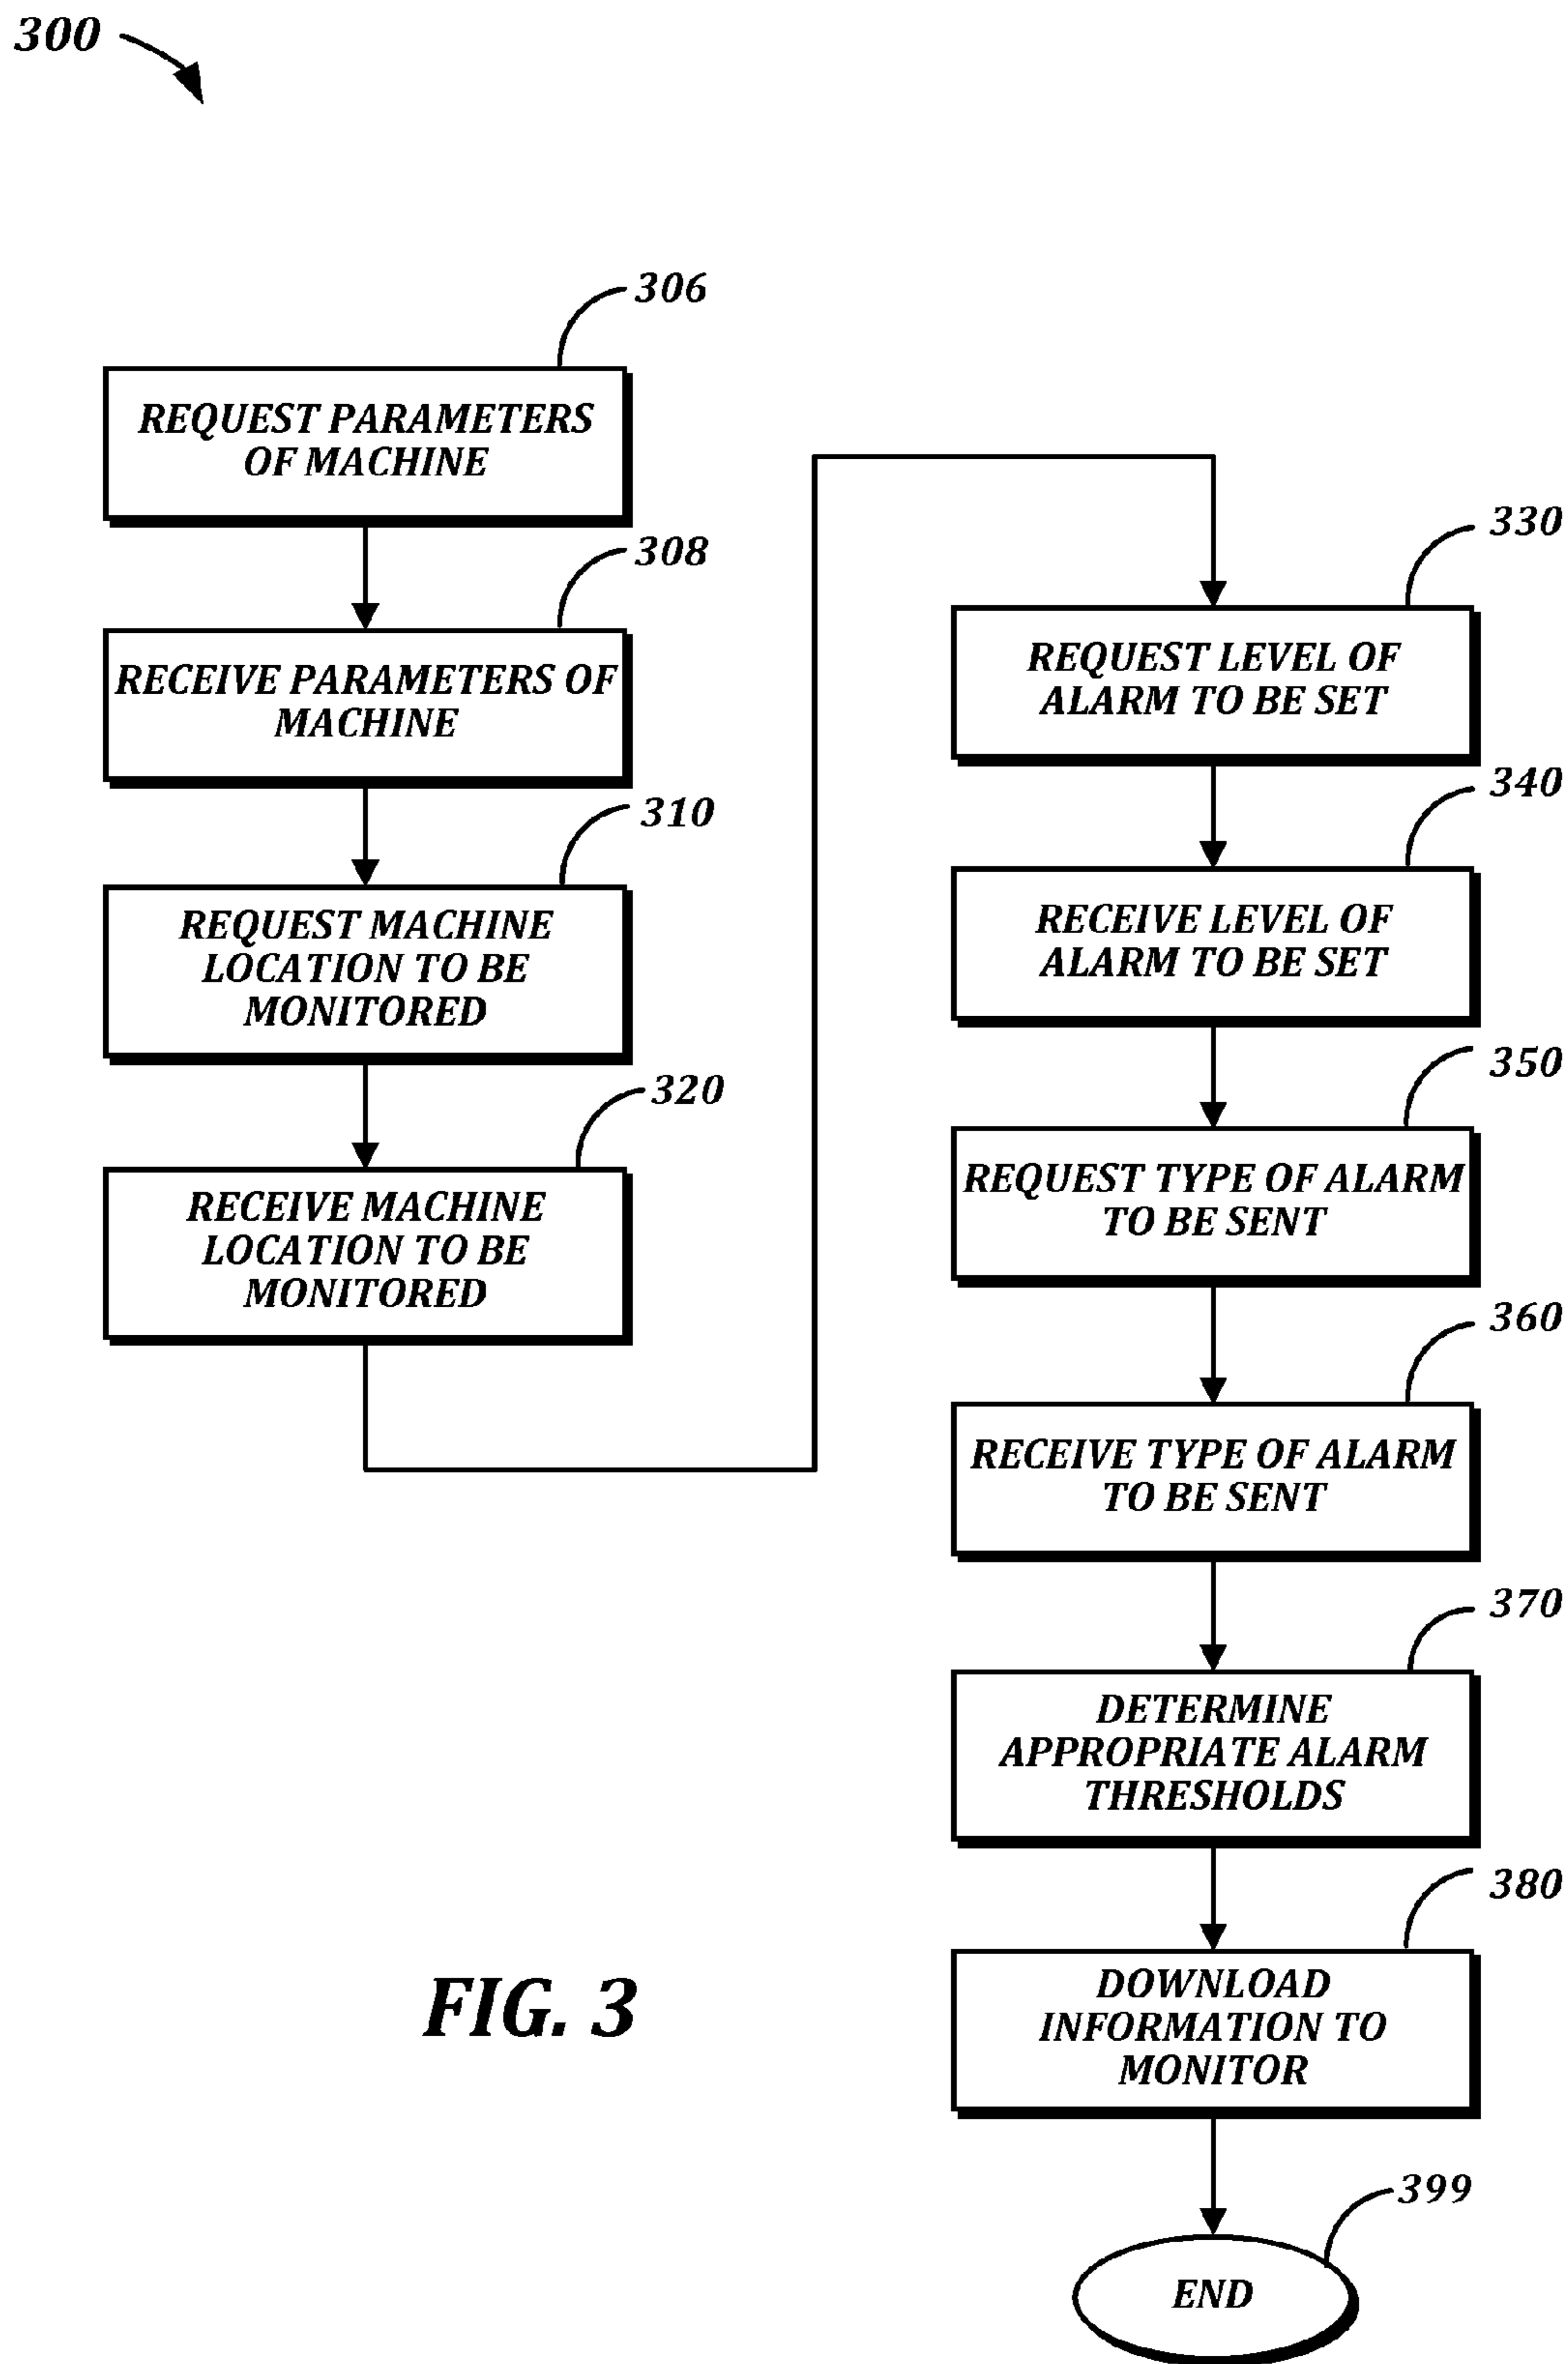 300
306
REQUEST PARAMETERS
OF MACHINE
308
RECEIVE PARAMETERS OF
MACHINE
310
REQUEST MACHINE
LOCATION TO BE
MONITORED
320
RECEIVE MACHINE
LOCATION TO BE
MONITORED
330
REQUEST LEVEL OF
ALARM TO BE SET
340
RECEIVE LEVEL OF
ALARM TO BE SET
350
REQUEST TYPE OF ALARM
TO BE SENT
360
RECEIVE TYPE OF ALARM
TO BE SENT
370
DETERMINE
APPROPRIATE ALARM
THRESHOLDS
380
DOWNLOAD
INFORMATION TO
MONITOR
399
END
FIG. 3